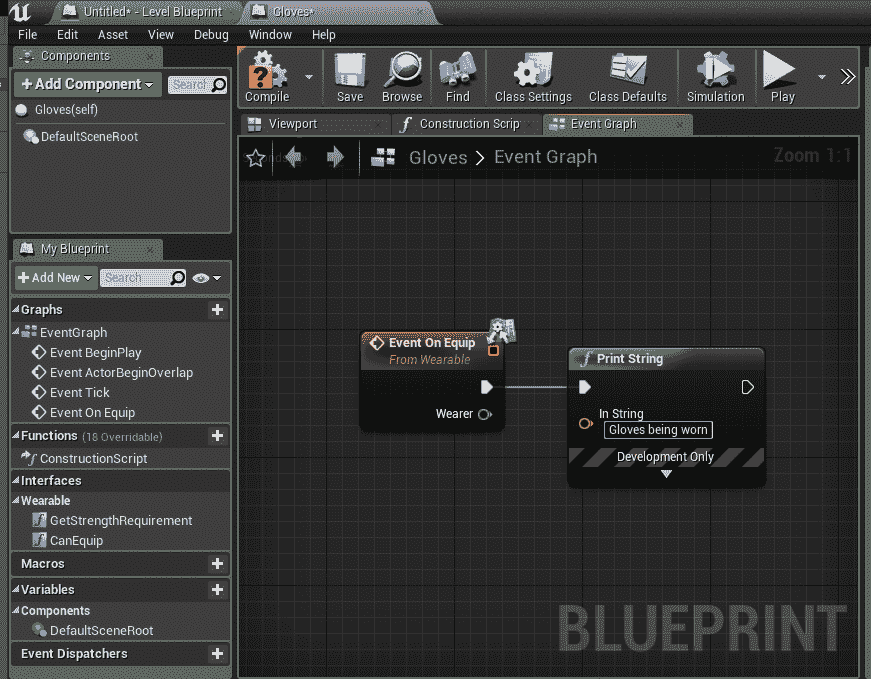 Untitled* - Level Blueprint
Gloves*
File Edit Asset View Debug Window Help
Components
+Add Component
Search
Gloves(self)
DefaultSceneRoot
Compile
Save
Browse
Find
Class Settings
Class Defaults
Simulation
Play
Viewport
Construction Scrip
Event Graph
Gloves > Event Graph
Zoom 1:1
My Blueprint
+Add New
Search
Graphs
EventGraph
Event BeginPlay
Event ActorBeginOverlap
Event Tick
Event On Equip
Functions (18 Overridable)
ConstructionScript
Interfaces
Wearable
GetStrengthRequirement
CanEquip
Macros
Variables
Components
DefaultSceneRoot
Event Dispatchers
Event On Equip
From Wearable
Wearer
Print String
In String
Gloves being worn
Development Only
BLUEPRINT